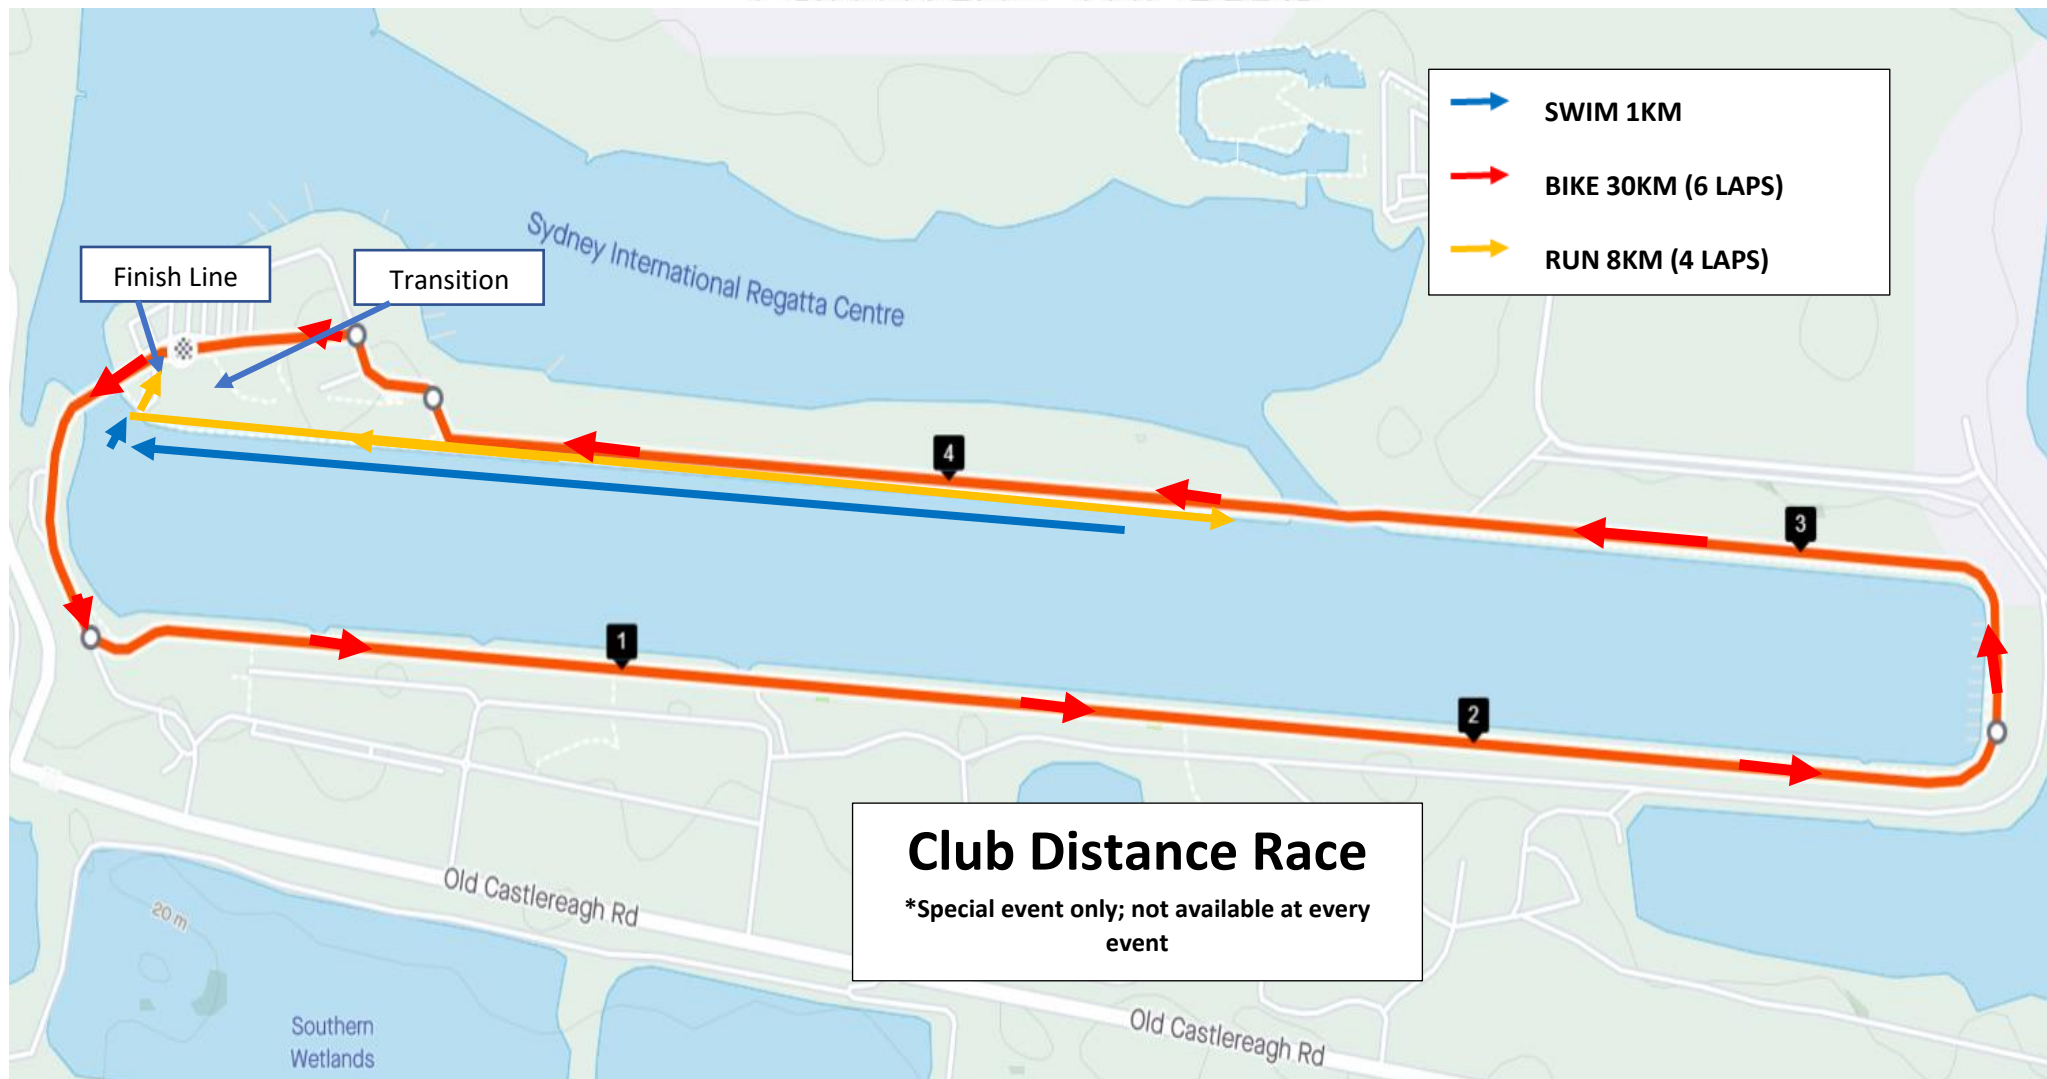 SWIM 1KM
BIKE 30KM (6 LAPS)
RUN 8KM (4 LAPS)
Sydney International Regatta Centre
Finish Line
Transition
4
3
1
2
Club Distance Race
*Special event only; not available at every
event
Old Castlereagh Rd
20 m
Southern
Wetlands
Old Castlereagh Rd